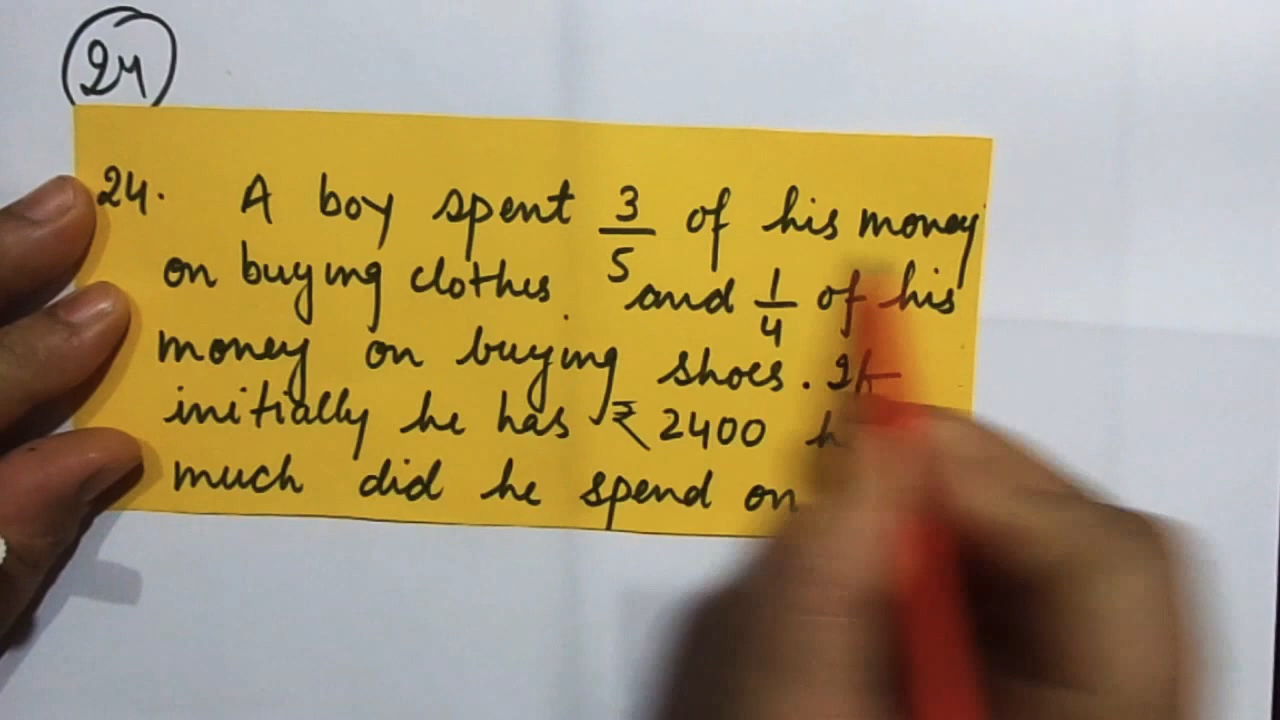 24
24. A boy spent 3/5 of his money
on buying clothes and 1/4 of his
money on buying shoes. If
initially he has ₹ 2400
much did he spend on